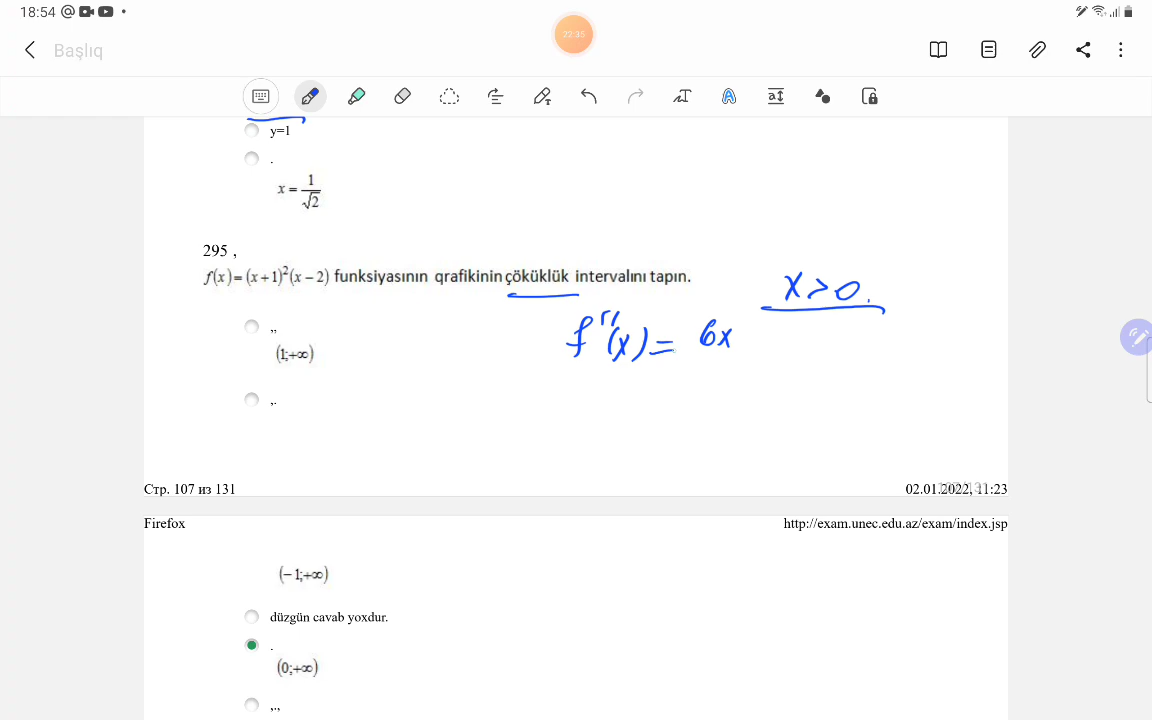 18:54
22:35
Başlıq
y=1
.
x = 1/√2
295 ,
f(x)=(x+1)²(x−2) funksiyasının qrafikinin çöküklük intervalını tapın.
x>0.
f''(x)= 6x
,,
(1;+∞)
,.
Стр. 107 из 131
02.01.2022, 11:23
Firefox
http://exam.unec.edu.az/exam/index.jsp
(−1;+∞)
düzgün cavab yoxdur.
.
(0;+∞)
,.,